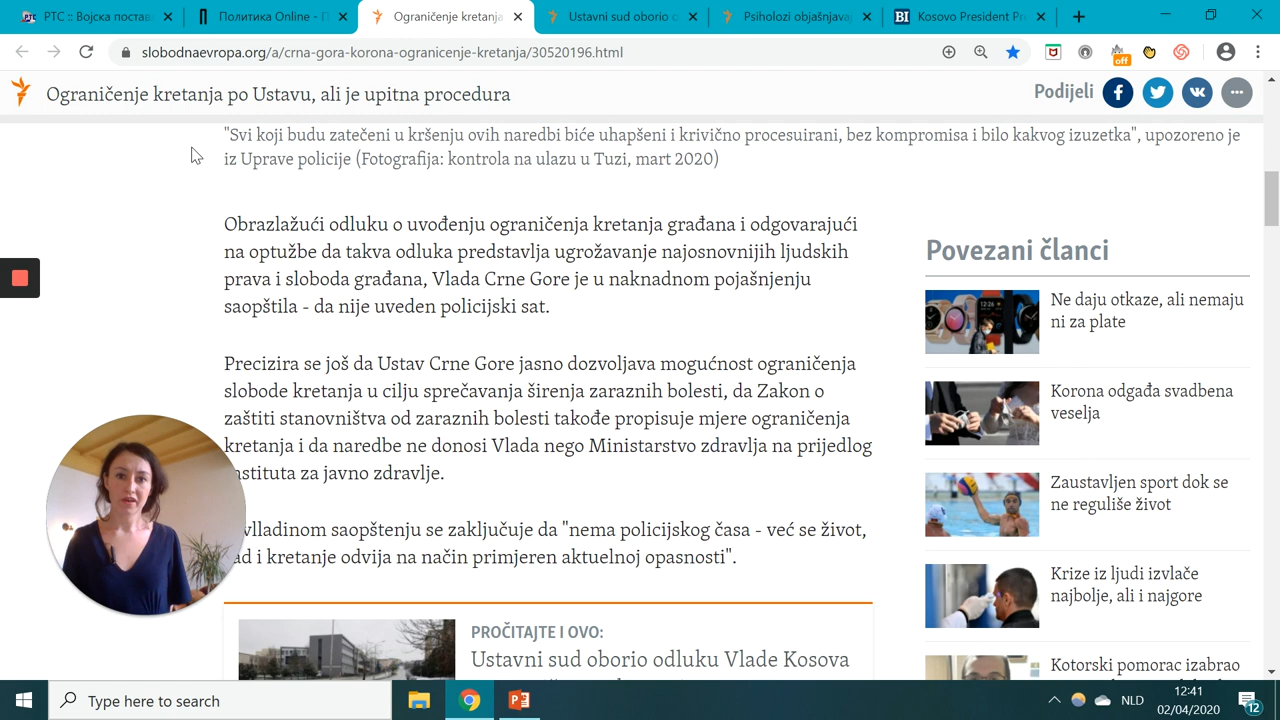 РТС :: Војска постав
Политика Online - П
Ograničenje kretanja
Ustavni sud oborio o
Psiholozi objašnjavaj
BI
Kosovo President Pr
slobodnaevropa.org/a/crna-gora-korona-ogranicenje-kretanja/30520196.html
off
Ograničenje kretanja po Ustavu, ali je upitna procedura
Podijeli
"Svi koji budu zatečeni u kršenju ovih naredbi biće uhapšeni i krivično procesuirani, bez kompromisa i bilo kakvog izuzetka", upozoreno je
iz Uprave policije (Fotografija: kontrola na ulazu u Tuzi, mart 2020)
Obrazlažući odluku o uvođenju ograničenja kretanja građana i odgovarajući
na optužbe da takva odluka predstavlja ugrožavanje najosnovnijih ljudskih
prava i sloboda građana, Vlada Crne Gore je u naknadnom pojašnjenju
saopštila - da nije uveden policijski sat.
Precizira se još da Ustav Crne Gore jasno dozvoljava mogućnost ograničenja
slobode kretanja u cilju sprečavanja širenja zaraznih bolesti, da Zakon o
zaštiti stanovništva od zaraznih bolesti takođe propisuje mjere ograničenja
kretanja i da naredbe ne donosi Vlada nego Ministarstvo zdravlja na prijedlog
nstituta za javno zdravlje.
vlladinom saopštenju se zaključuje da "nema policijskog časa - već se život,
ad i kretanje odvija na način primjeren aktuelnoj opasnosti".
PROČITAJTE I OVO:
Ustavni sud oborio odluku Vlade Kosova
Povezani članci
Ne daju otkaze, ali nemaju
ni za plate
Korona odgađa svadbena
veselja
Zaustavljen sport dok se
ne reguliše život
Krize iz ljudi izvlače
najbolje, ali i najgore
Kotorski pomorac izabrao
Type here to search
NLD
12:41
02/04/2020
12